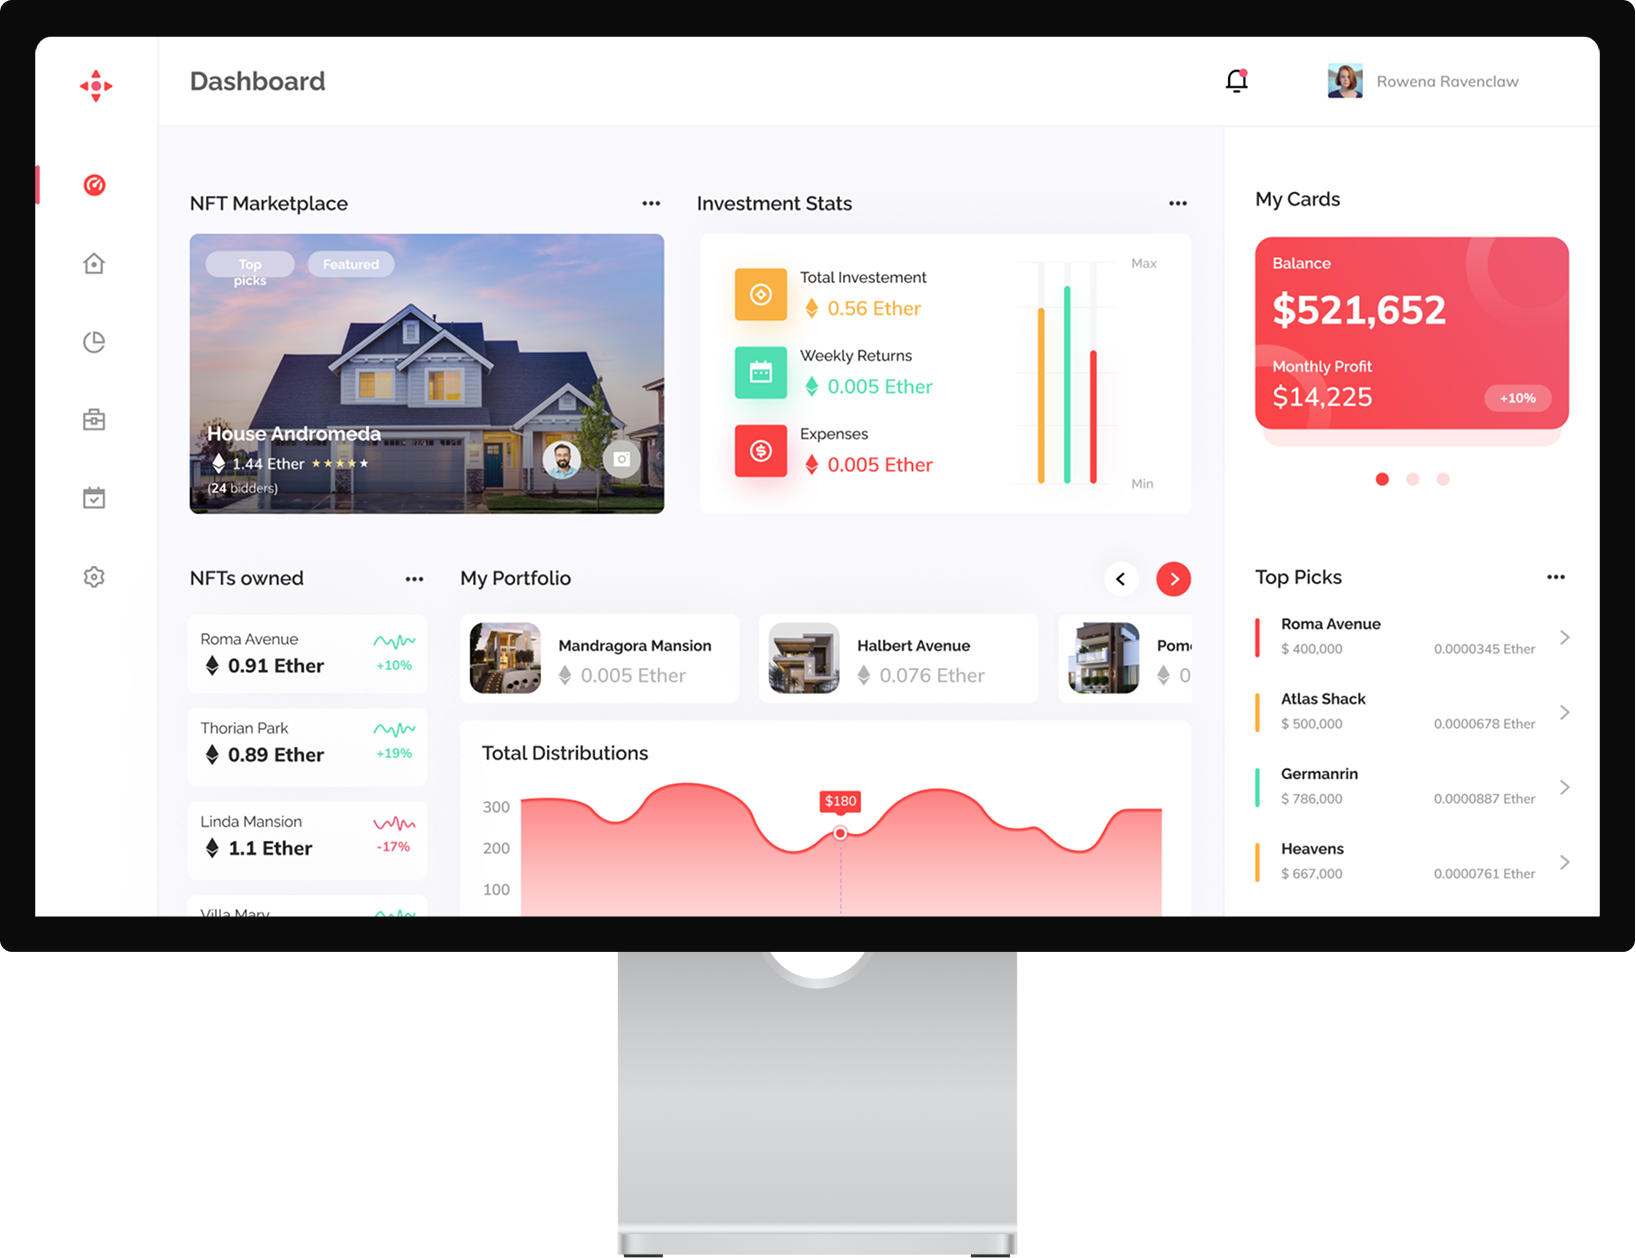 Dashboard
Rowena Ravenclaw
NFT Marketplace
Top
picks
Featured
House Andromeda
1.44 Ether
(24 bidders)
Investment Stats
Total Investement
0.56 Ether
Weekly Returns
0.005 Ether
Expenses
0.005 Ether
Max
Min
My Cards
Balance
$521,652
Monthly Profit
$14,225
+10%
NFTs owned
Roma Avenue
0.91 Ether
+10%
Thorian Park
0.89 Ether
+19%
Linda Mansion
1.1 Ether
-17%
Villa Mary
My Portfolio
Mandragora Mansion
0.005 Ether
Halbert Avenue
0.076 Ether
Pom
0
Total Distributions
300
200
100
$180
Top Picks
Roma Avenue
$ 400,000
0.0000345 Ether
Atlas Shack
$ 500,000
0.0000678 Ether
Germanrin
$ 786,000
0.0000887 Ether
Heavens
$ 667,000
0.0000761 Ether